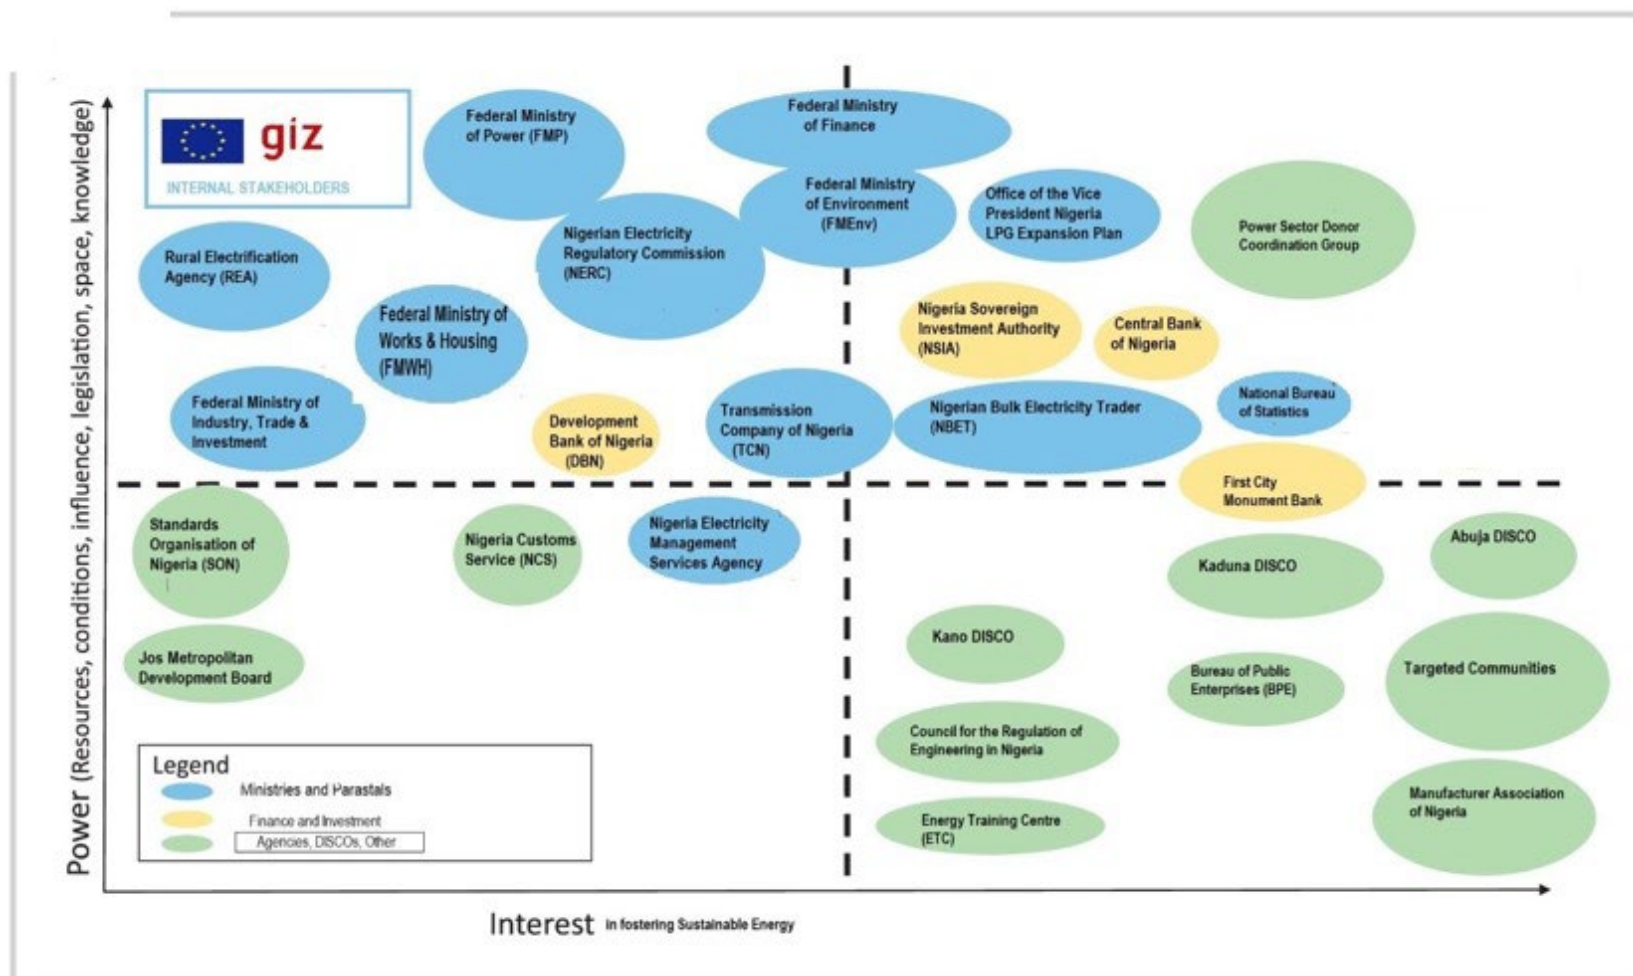 Power (Resources, conditions, influence, legislation, space, knowledge)
giz
INTERNAL STAKEHOLDERS
Federal Ministry
of Power (FMP)
Federal Ministry
of Finance
Federal Ministry
of Environment
(FMEnv)
Office of the Vice
President Nigeria
LPG Expansion Plan
Power Sector Donor
Coordination Group
Rural Electrification
Agency (REA)
Nigerian Electricity
Regulatory Commission
(NERC)
Federal Ministry of
Works & Housing
(FMWH)
Nigeria Sovereign
Investment Authority
(NSIA)
Central Bank
of Nigeria
Federal Ministry of
Industry, Trade &
Investment
Development
Bank of Nigeria
(DBN)
Transmission
Company of Nigeria
(TCN)
Nigerian Bulk Electricity Trader
(NBET)
National Bureau
of Statistics
First City
Monument Bank
Standards
Organisation of
Nigeria (SON)
Nigeria Customs
Service (NCS)
Nigeria Electricity
Management
Services Agency
Abuja DISCO
Kaduna DISCO
Kano DISCO
Jos Metropolitan
Development Board
Bureau of Public
Enterprises (BPE)
Targeted Communities
Council for the Regulation of
Engineering in Nigeria
Manufacturer Association
of Nigeria
Energy Training Centre
(ETC)
Legend
Ministries and Parastals
Finance and Investment
Agencies, DISCOs, Other
Interest in fostering Sustainable Energy